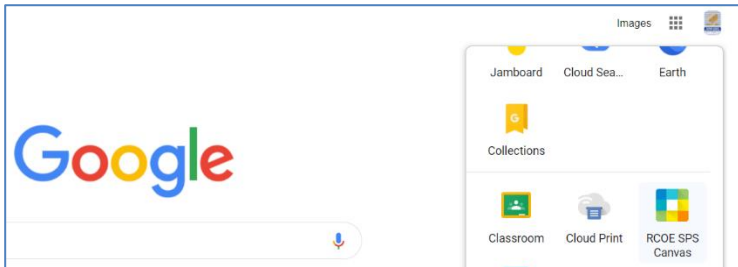 Images
Jamboard Cloud Sea... Earth
G
Collections
Google
Classroom Cloud Print RCOE SPS
Canvas